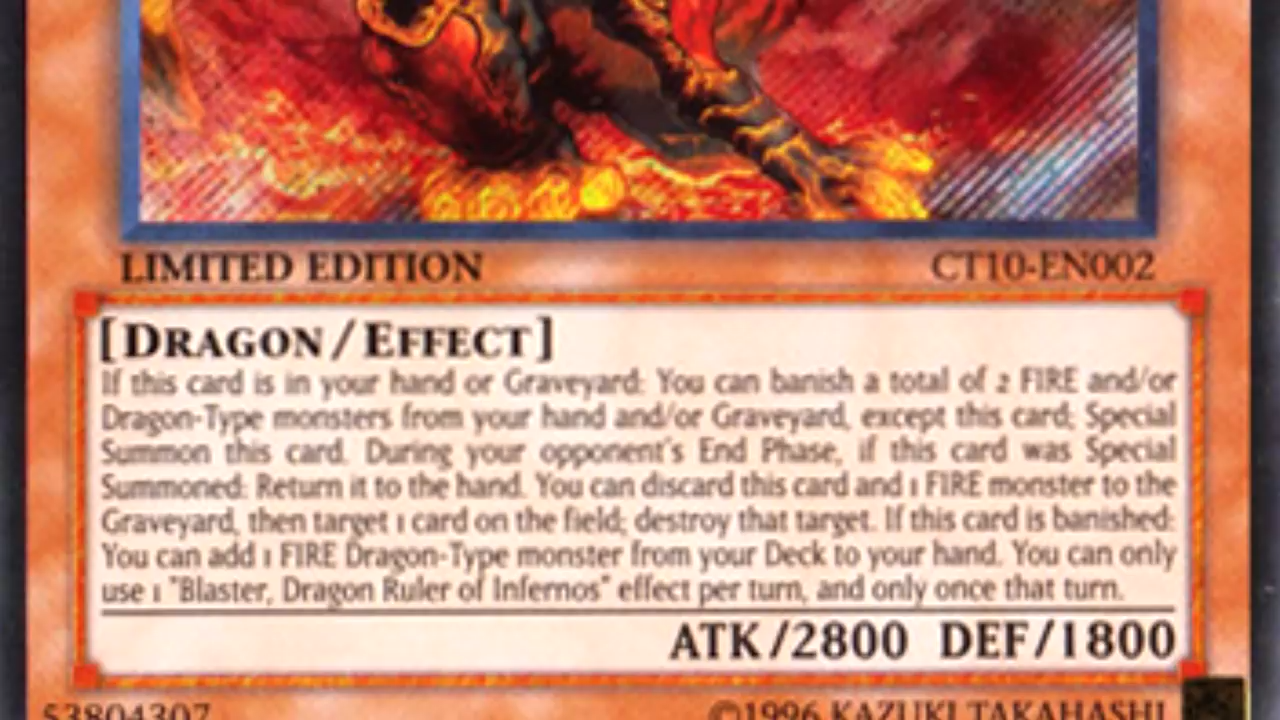 LIMITED EDITION CT10-EN002
[DRAGON/EFFECT]
If this card is in your hand or Graveyard: You can banish a total of 2 FIRE and/or
Dragon-Type monsters from your hand and/or Graveyard, except this card; Special
Summon this card. During your opponent's End Phase, if this card was Special
Summoned: Return it to the hand. You can discard this card and 1 FIRE monster to the
Graveyard, then target 1 card on the field; destroy that target. If this card is banished:
You can add 1 FIRE Dragon-Type monster from your Deck to your hand. You can only
use 1 "Blaster, Dragon Ruler of Infernos" effect per turn, and only once that turn.
ATK/2800 DEF/1800
53804307 ©1996 KAZUKI TAKAHASHI